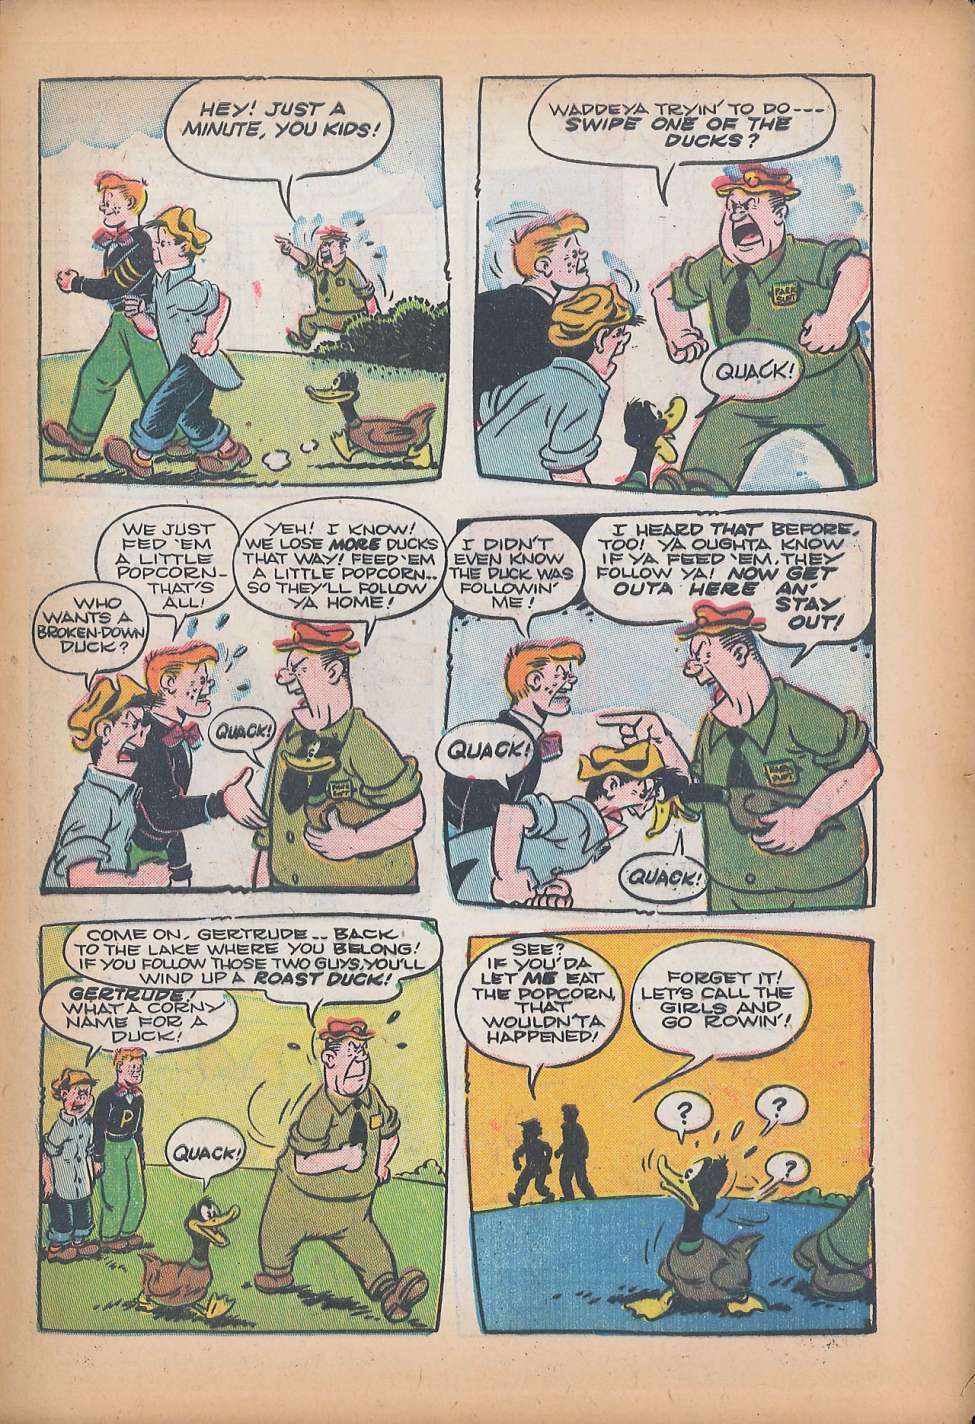 HEY! JUST A
MINUTE, YOU KIDS!
WADDEYA TRYIN' TO DO---
SWIPE ONE OF THE
DUCKS?
PARK
DEPT
QUACK!
WHO
WANTS A
BROKEN-DOWN
DUCK?
WE JUST
FED 'EM
A LITTLE
POPCORN-
THAT'S
ALL!
YEH! I KNOW!
WE LOSE MORE DUCKS
THAT WAY! FEED 'EM
A LITTLE POPCORN..
SO THEY'LL FOLLOW
YA HOME!
QUACK!
I DIDN'T
EVEN KNOW
THE DUCK WAS
FOLLOWIN'
ME!
I HEARD THAT BEFORE,
TOO! YA OUGHTA KNOW
IF YA FEED 'EM, THEY
FOLLOW YA! NOW GET
OUTA HERE AN'
STAY
OUT!
QUACK!
PARK
DEPT
QUACK!
COME ON, GERTRUDE.. BACK
TO THE LAKE WHERE YOU BELONG!
IF YOU FOLLOW THOSE TWO GUYS, YOU'LL
WIND UP A ROAST DUCK!
GERTRUDE!
WHAT A CORNY
NAME FOR A
DUCK!
P
QUACK!
SEE?
IF YOU'DA
LET ME EAT
THE POPCORN,
THAT
WOULDN'TA
HAPPENED!
FORGET IT!
LET'S CALL THE
GIRLS AND
GO ROWIN'!
?
?
?